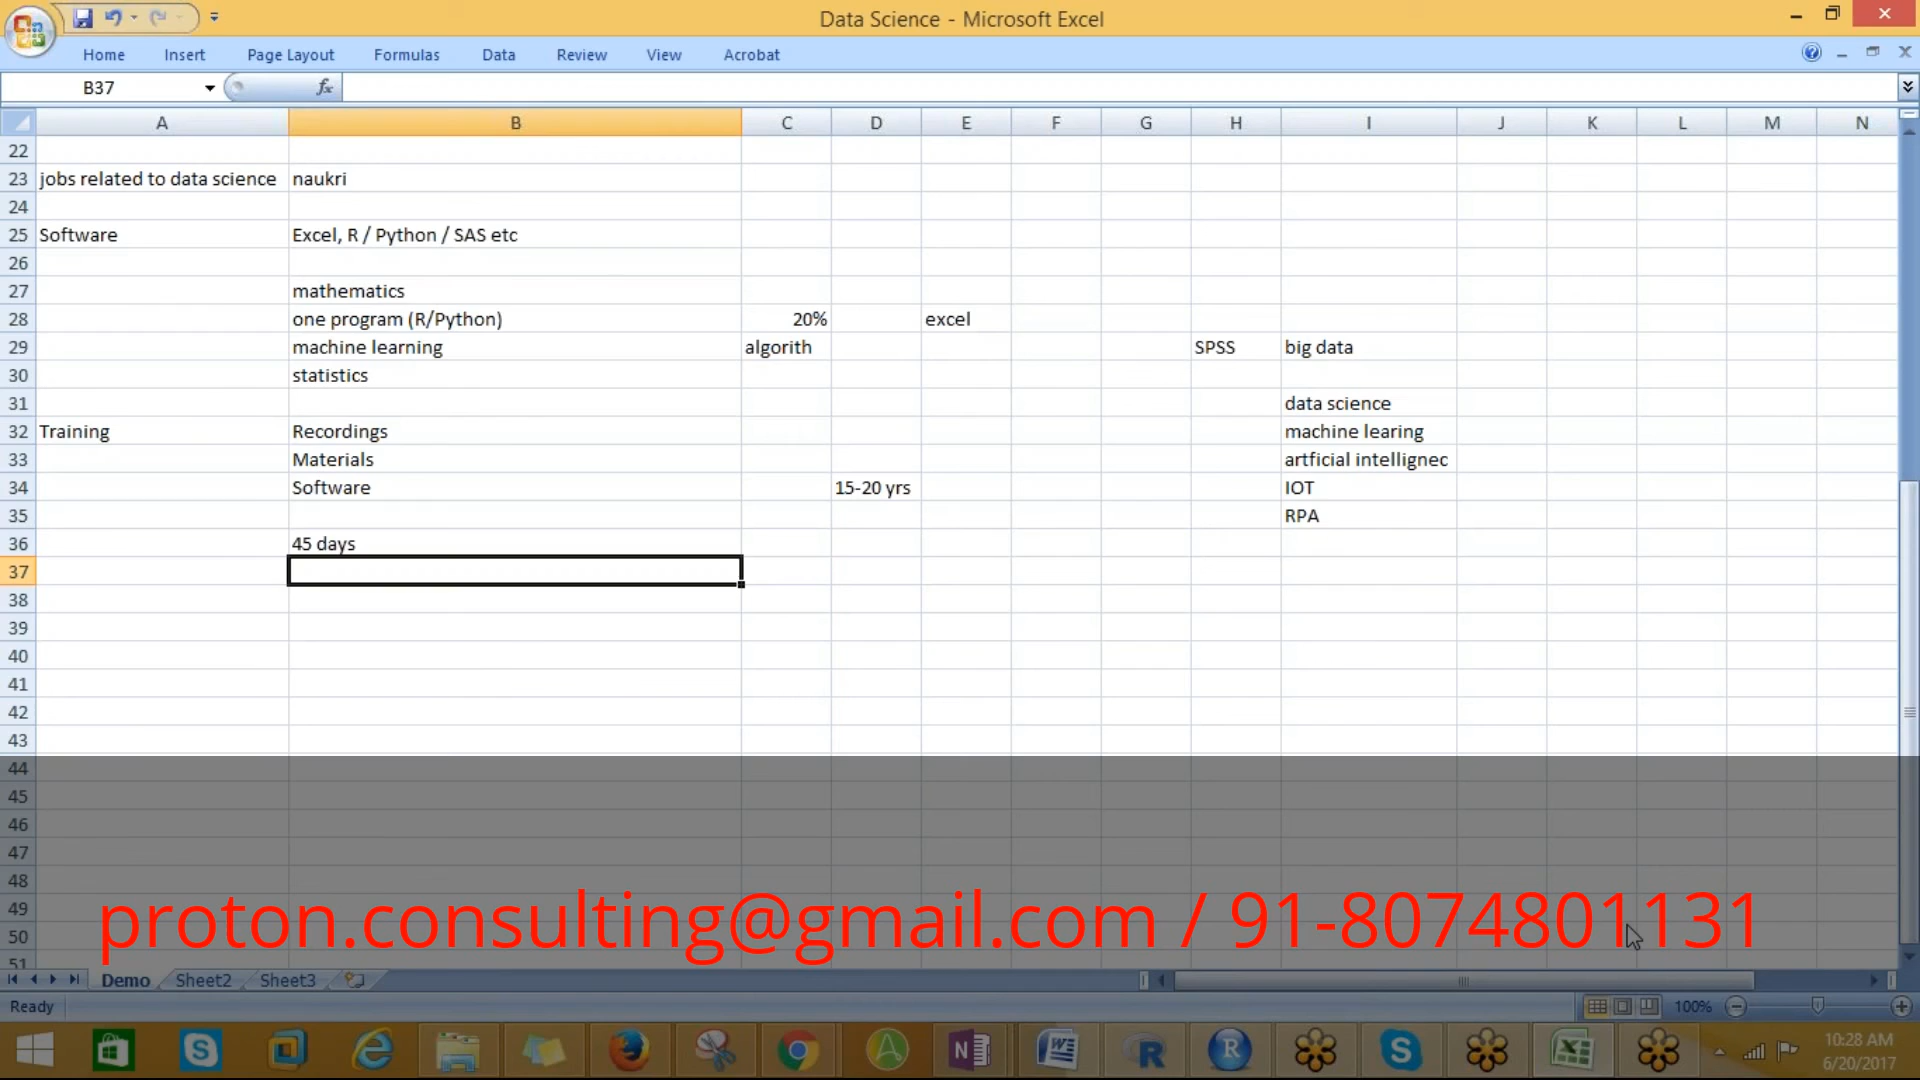 Data Science - Microsoft Excel
Home Insert Page Layout Formulas Data Review View Acrobat
B37 fx
A B C D E F G H I J K L M N
22
23 jobs related to data science naukri
24
25 Software Excel, R / Python / SAS etc
26
27 mathematics
28 one program (R/Python) 20% excel
29 machine learning algorith SPSS big data
30 statistics
31 data science
32 Training Recordings machine learing
33 Materials artficial intellignec
34 Software 15-20 yrs IOT
35 RPA
36 45 days
37
38
39
40
41
42
43
44
45
46
47
48
49
50
51
proton.consulting@gmail.com / 91-8074801131
Demo Sheet2 Sheet3
Ready 100%
10:28 AM
6/20/2017